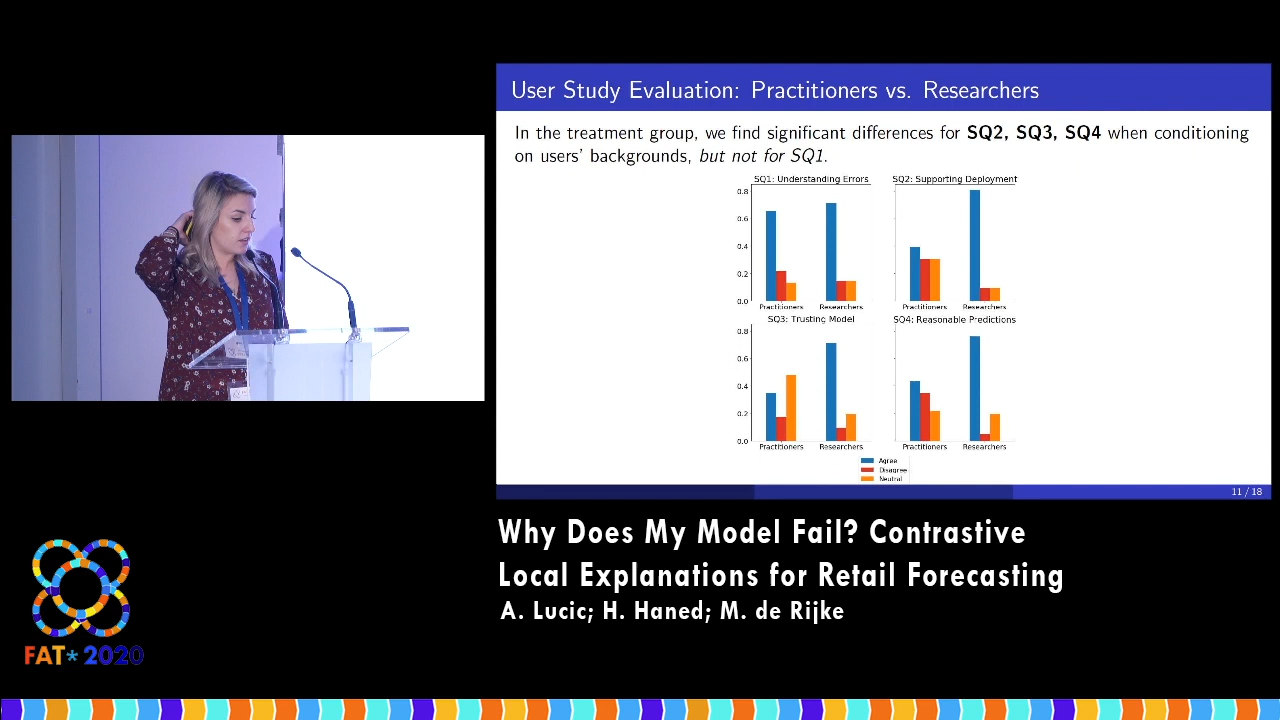 User Study Evaluation: Practitioners vs. Researchers
In the treatment group, we find significant differences for SQ2, SQ3, SQ4 when conditioning
on users' backgrounds, but not for SQ1.
SQ1: Understanding Errors
0.8
0.6
0.4
0.2
0.0
Practitioners
Researchers
SQ2: Supporting Deployment
Practitioners
Researchers
SQ3: Trusting Model
0.8
0.6
0.4
0.2
0.0
Practitioners
Researchers
SQ4: Reasonable Predictions
Practitioners
Researchers
Agree
Disagree
Neutral
11 / 18
Why Does My Model Fail? Contrastive
Local Explanations for Retail Forecasting
A. Lucic; H. Haned; M. de Rijke
FAT* 2020